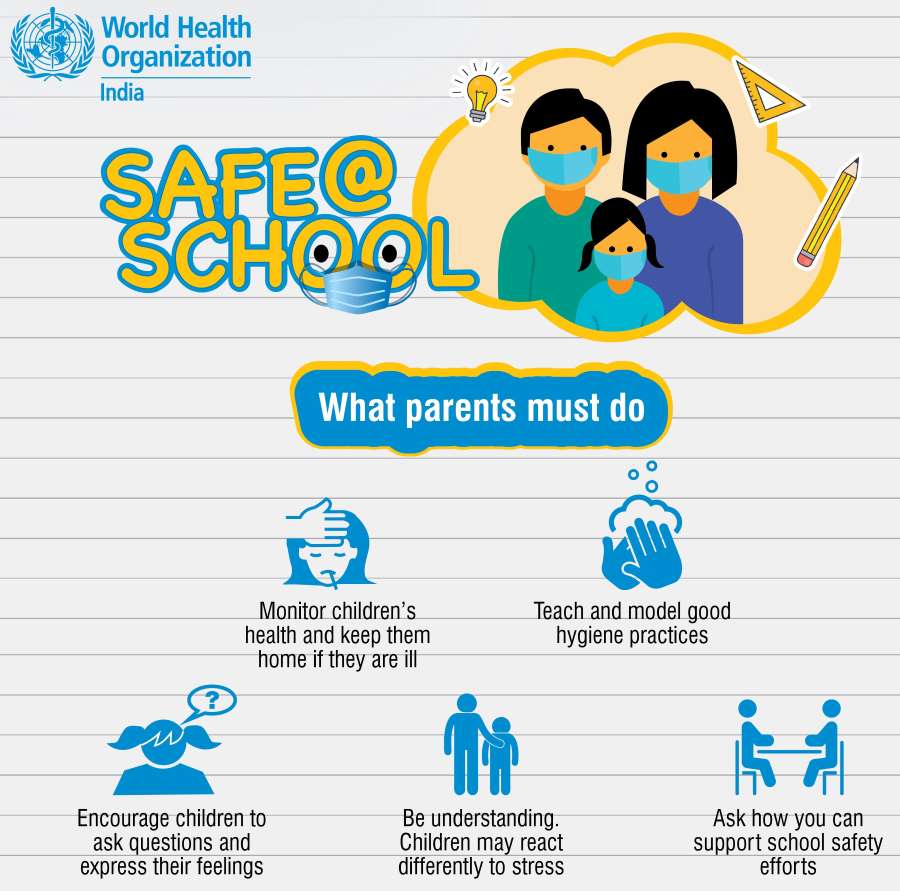 World Health
Organization
India
SAFE@
SCHOOL
What parents must do
Monitor children's
health and keep them
home if they are ill
Teach and model good
hygiene practices
?
Encourage children to
ask questions and
express their feelings
Be understanding.
Children may react
differently to stress
Ask how you can
support school safety
efforts